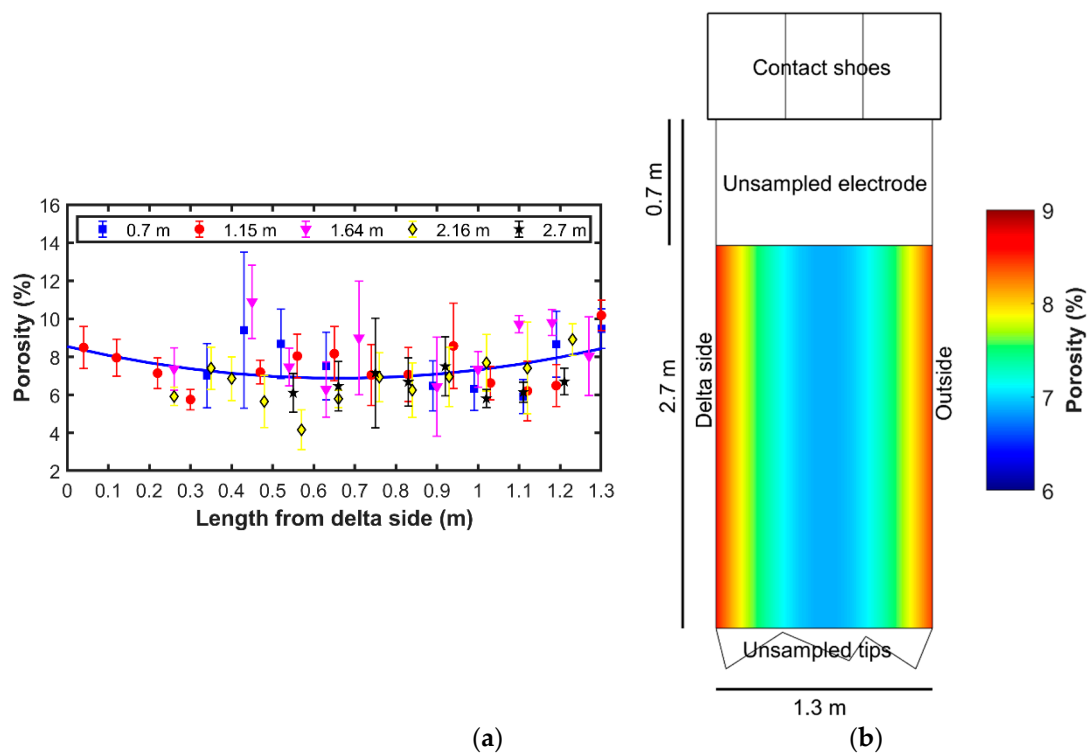 16
14
12
10
8
6
4
2
Porosity (%)
0.7 m 1.15 m 1.64 m 2.16 m 2.7 m
0 0.1 0.2 0.3 0.4 0.5 0.6 0.7 0.8 0.9 1 1.1 1.2 1.3
Length from delta side (m)
(a)
Contact shoes
Unsampled electrode
0.7 m
2.7 m
Delta side
Outside
Unsampled tips
1.3 m
9
8
7
6
Porosity (%)
(b)